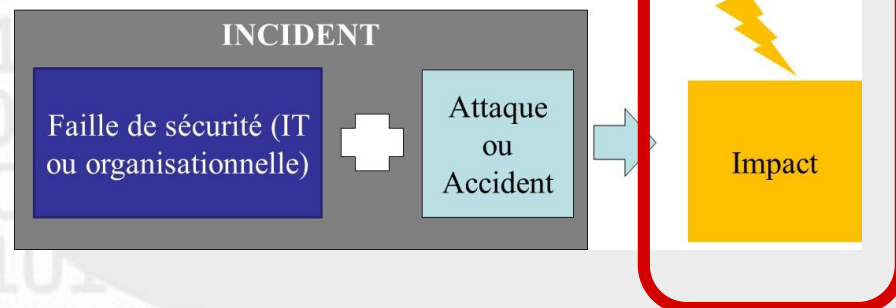 INCIDENT
Faille de sécurité (IT
ou organisationnelle)
Attaque
ou
Accident
Impact